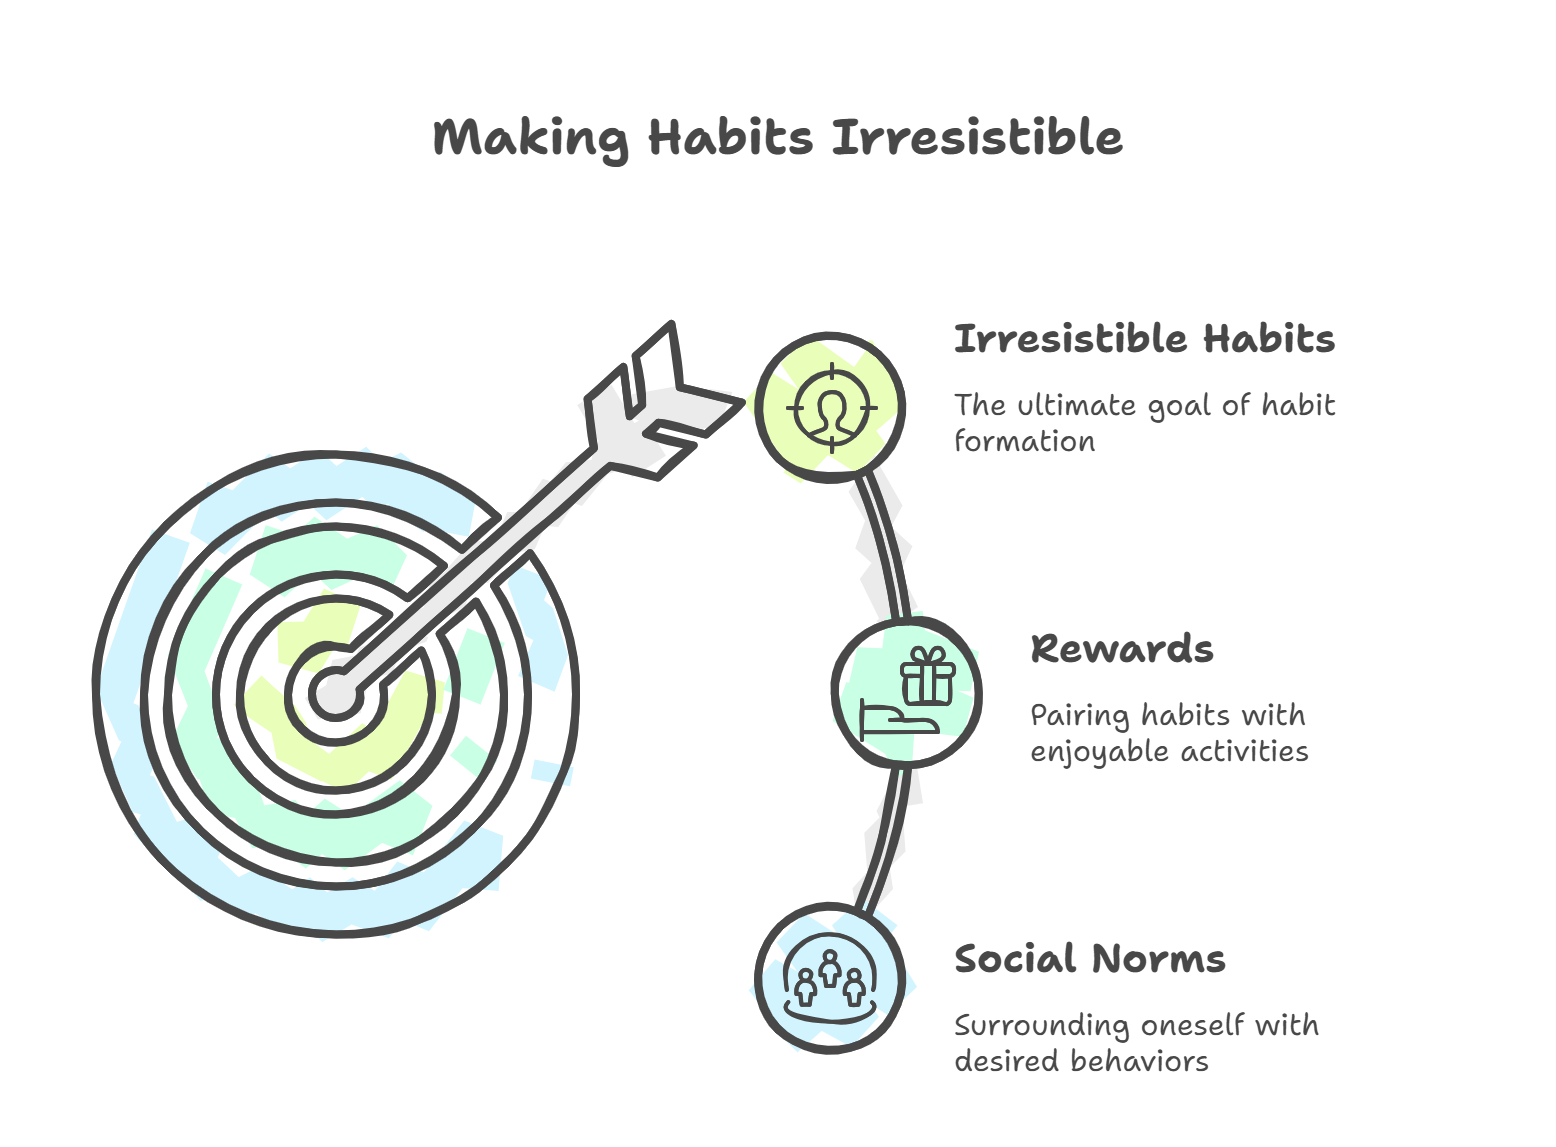 Making Habits Irresistible
Irresistible Habits
The ultimate goal of habit
formation
Rewards
Pairing habits with
enjoyable activities
Social Norms
Surrounding oneself with
desired behaviors